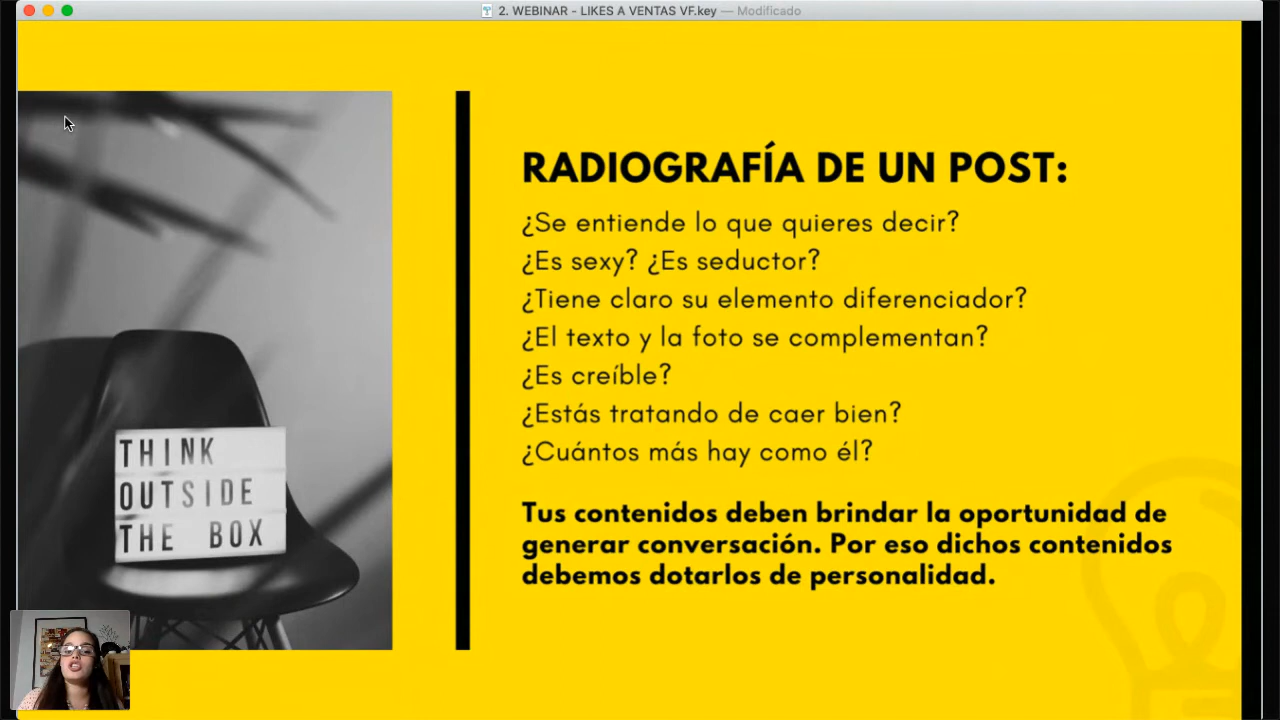 2. WEBINAR - LIKES A VENTAS VF.key — Modificado
RADIOGRAFÍA DE UN POST:
¿Se entiende lo que quieres decir?
¿Es sexy? ¿Es seductor?
¿Tiene claro su elemento diferenciador?
¿El texto y la foto se complementan?
¿Es creíble?
¿Estás tratando de caer bien?
¿Cuántos más hay como él?
Tus contenidos deben brindar la oportunidad de
generar conversación. Por eso dichos contenidos
debemos dotarlos de personalidad.
THINK
OUTSIDE
THE BOX